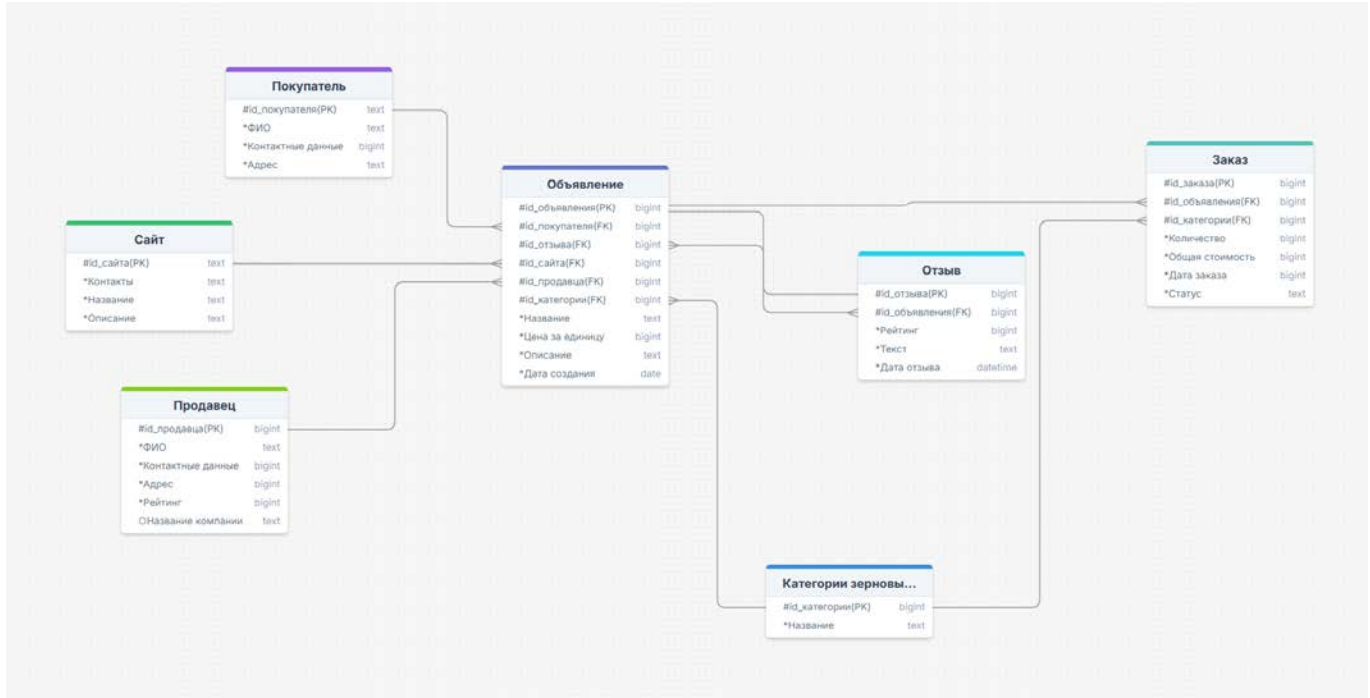 Покупатель
#id_покупателя(PK) text
*ФИО text
*Контактные данные bigint
*Адрес text
Сайт
#id_сайта(PK) text
*Контакты text
*Название text
*Описание text
Продавец
#id_продавца(PK) bigint
*ФИО text
*Контактные данные bigint
*Адрес bigint
*Рейтинг bigint
OНазвание компании text
Объявление
#id_объявления(PK) bigint
#id_покупателя(FK) bigint
#id_отзыва(FK) bigint
#id_сайта(FK) bigint
#id_продавца(FK) bigint
#id_категории(FK) bigint
*Название text
*Цена за единицу bigint
*Описание text
*Дата создания date
Отзыв
#id_отзыва(PK) bigint
#id_объявления(FK) bigint
*Рейтинг bigint
*Текст text
*Дата отзыва datetime
Категории зерновы...
#id_категории(PK) bigint
*Название text
Заказ
#id_заказа(PK) bigint
#id_объявления(FK) bigint
#id_категории(FK) bigint
*Количество bigint
*Общая стоимость bigint
*Дата заказа bigint
*Статус text